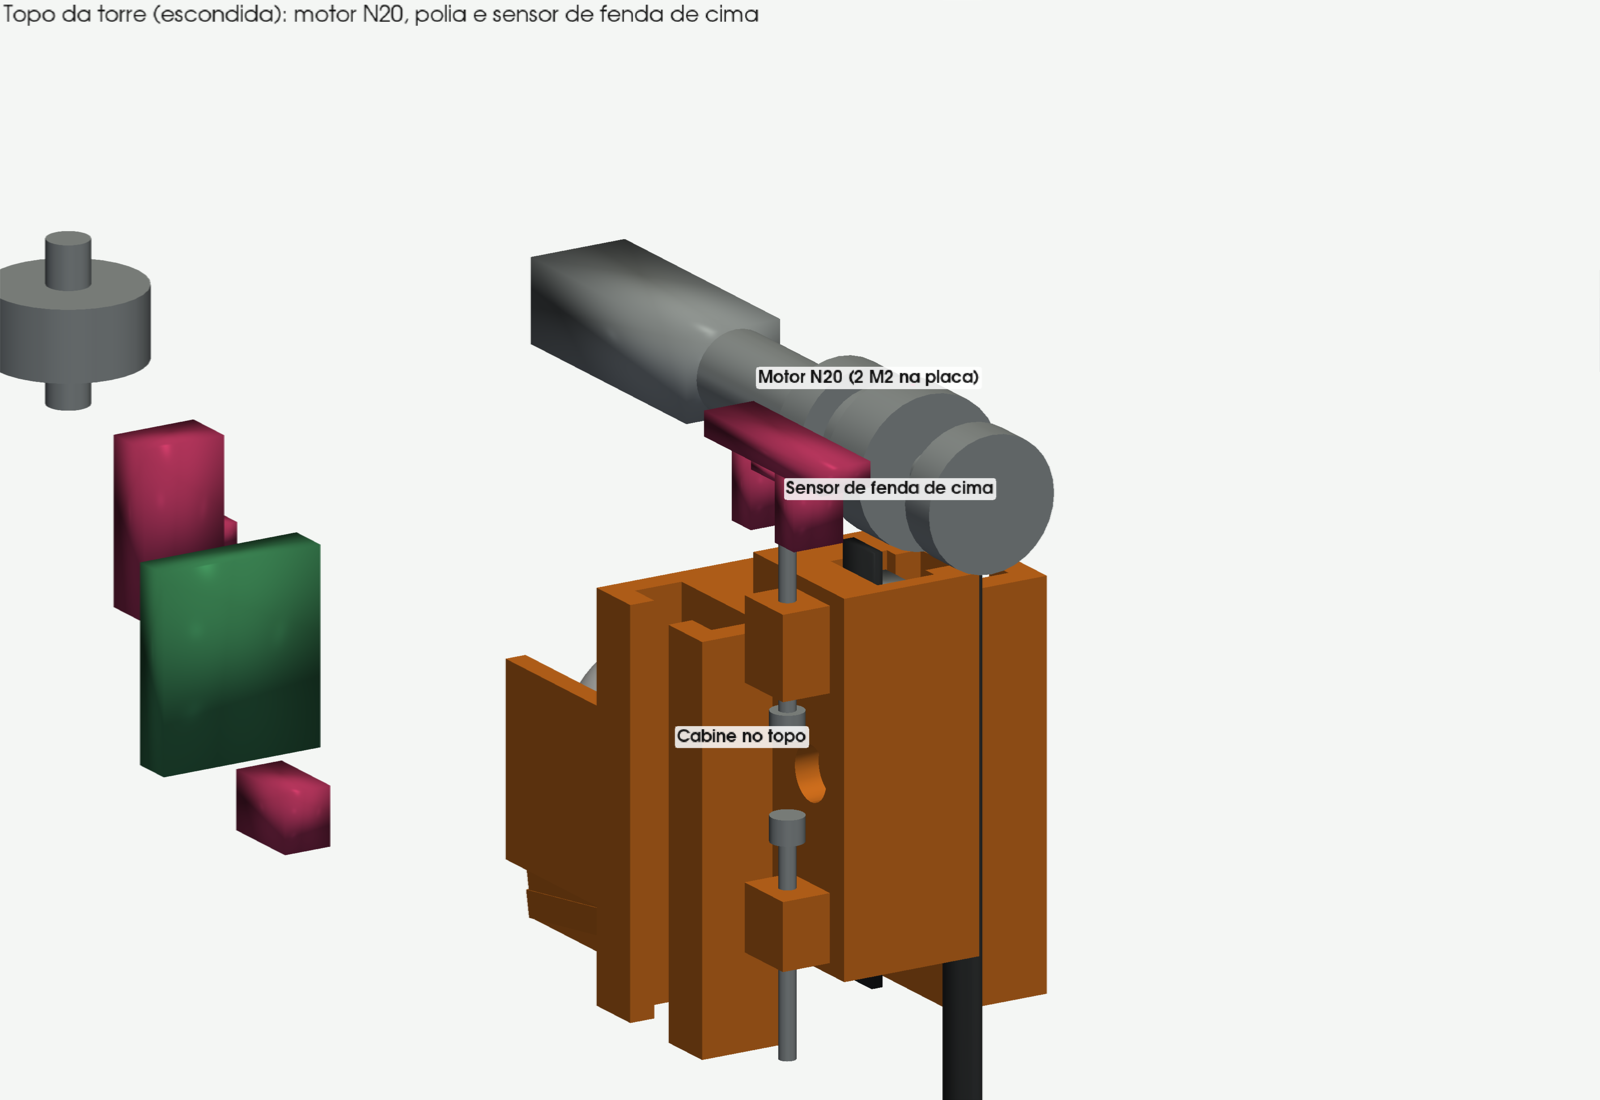 Topo da torre (escondida): motor N20, polia e sensor de fenda de cima
Motor N20 (2 M2 na placa)
Sensor de fenda de cima
Cabine no topo